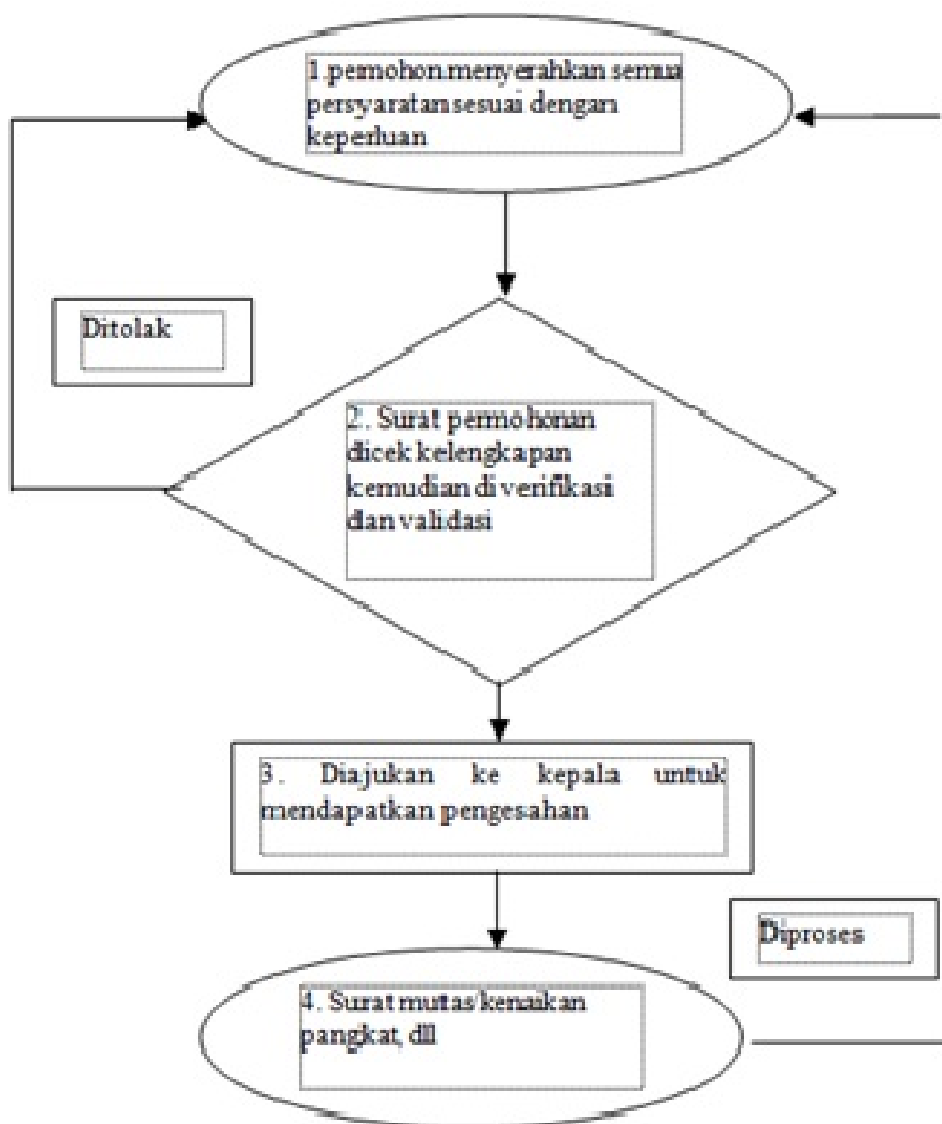 1.pemohon menyerahkan semua
persyaratan sesuai dengan
keperluan
Ditolak
2. Surat permohonan
dicek kelengkapan
kemudian di verifikasi
dan validasi
3. Diajukan ke kepala untuk
mendapatkan pengesahan
Diproses
4. Surat mutasi/kenaikan
pangkat, dll